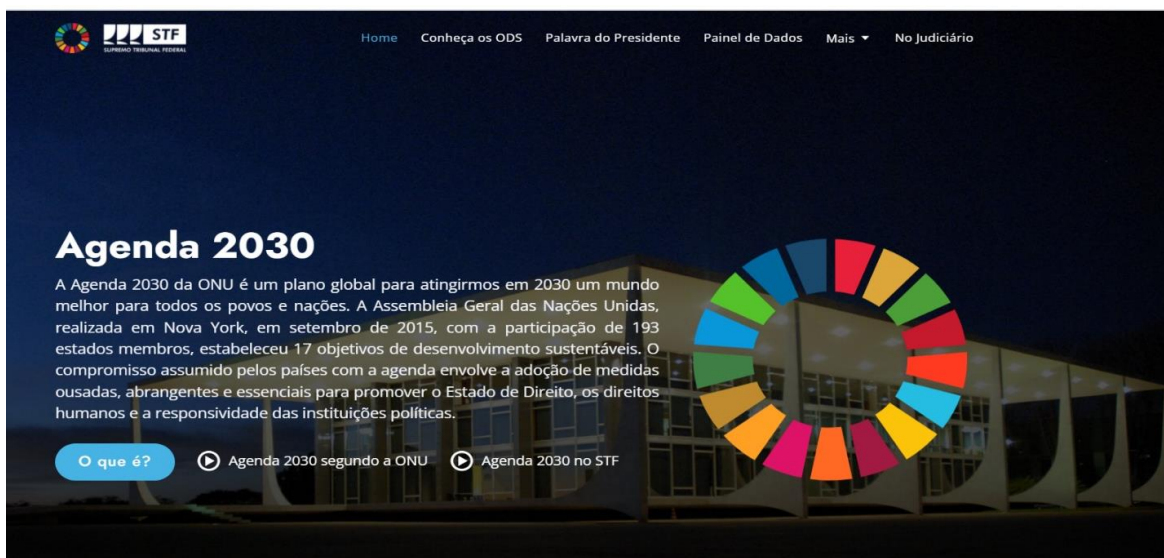 STF
SUPREMO TRIBUNAL FEDERAL
Home Conheça os ODS Palavra do Presidente Painel de Dados Mais No Judiciário
Agenda 2030
A Agenda 2030 da ONU é um plano global para atingirmos em 2030 um mundo
melhor para todos os povos e nações. A Assembleia Geral das Nações Unidas,
realizada em Nova York, em setembro de 2015, com a participação de 193
estados membros, estabeleceu 17 objetivos de desenvolvimento sustentáveis. O
compromisso assumido pelos países com a agenda envolve a adoção de medidas
ousadas, abrangentes e essenciais para promover o Estado de Direito, os direitos
humanos e a responsividade das instituições políticas.
O que é? Agenda 2030 segundo a ONU Agenda 2030 no STF